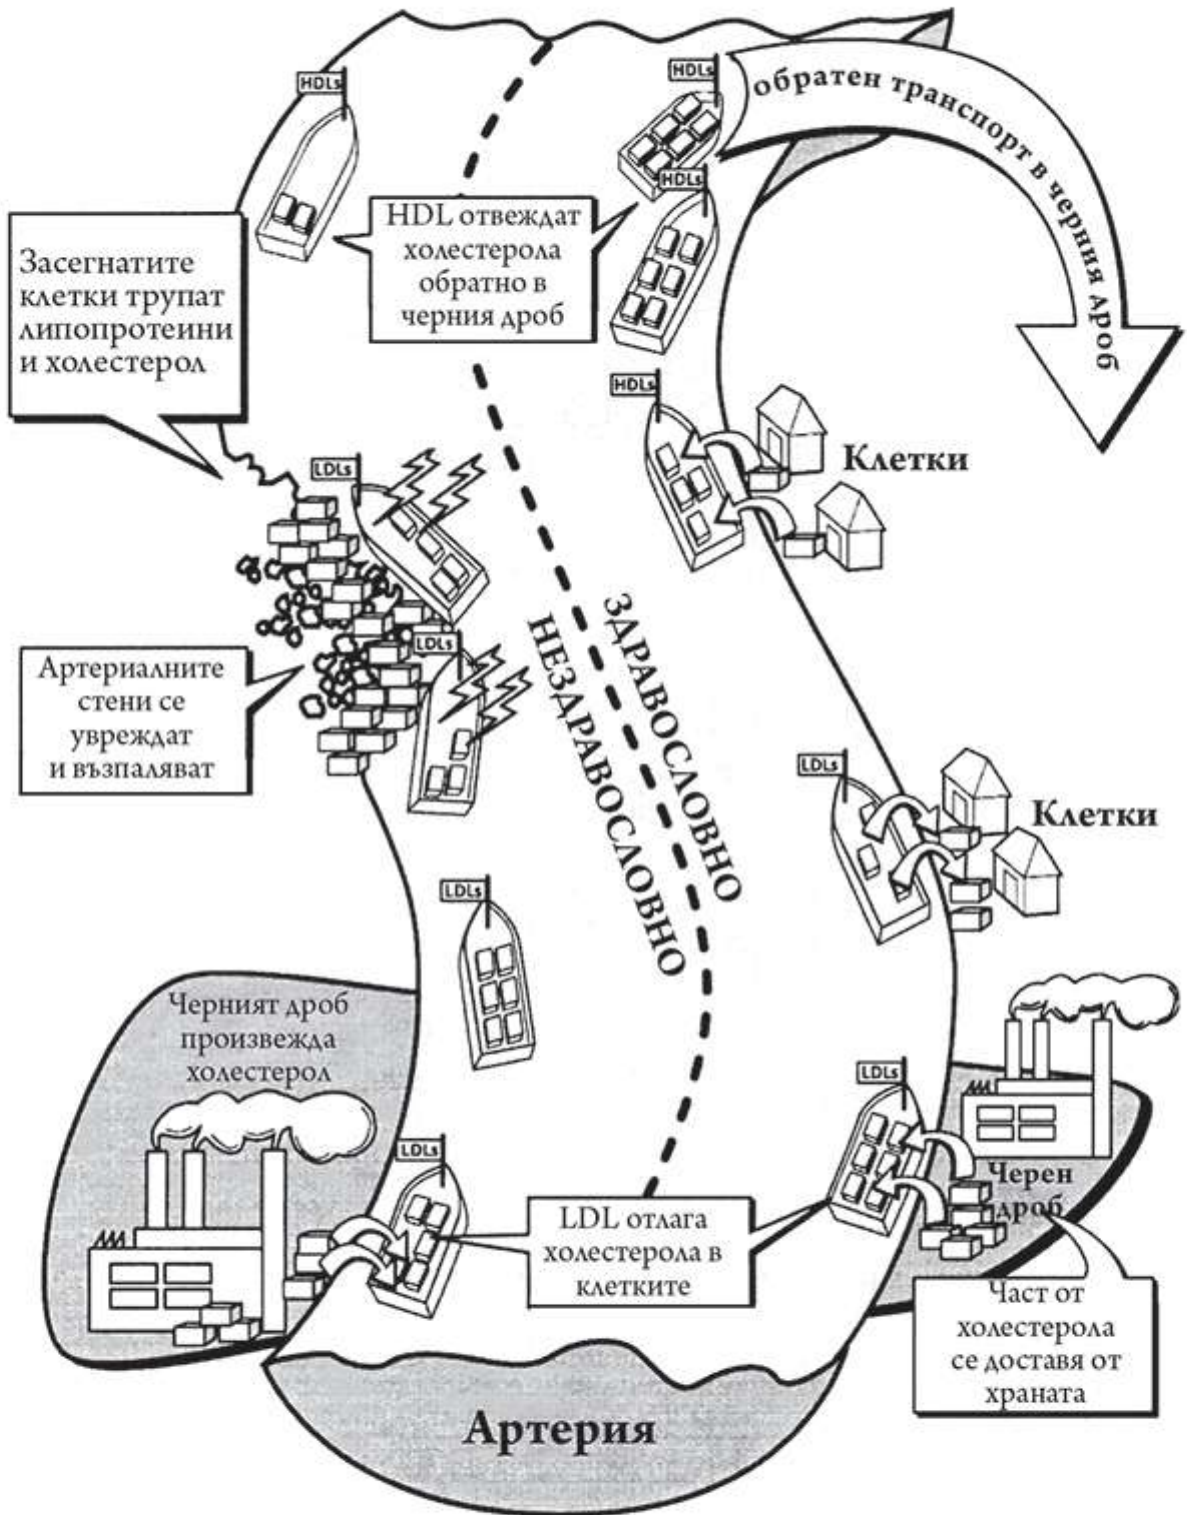 HDLs
HDLs
обратен транспорт в черния дроб
HDLs
HDL отвеждат
холестерола
обратно в
черния дроб
Засегнатите
клетки трупат
липопротеини
и холестерол
HDLs
Клетки
LDLs
LDLs
Артериалните
стени се
увреждат
и възпаляват
ЗДРАВОСЛОВНО
НЕЗДРАВОСЛОВНО
LDLs
Клетки
LDLs
Черният дроб
произвежда
холестерол
LDLs
LDLs
Черен
дроб
LDL отлага
холестерола в
клетките
Част от
холестерола
се доставя от
храната
Артерия